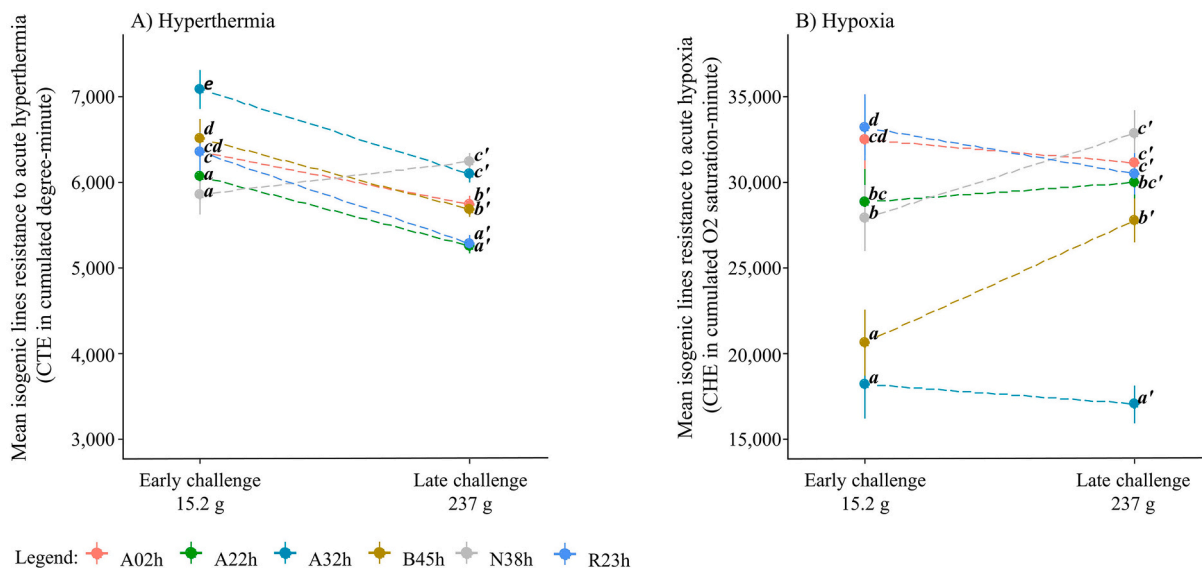 A) Hyperthermia
Mean isogenic lines resistance to acute hyperthermia
(CTE in cumulated degree-minute)
7,000
6,000
5,000
4,000
3,000
e
d
cd
c
a
a
c'
c'
b'
b'
a'
a'
Early challenge
15.2 g
Late challenge
237 g
B) Hypoxia
Mean isogenic lines resistance to acute hypoxia
(CHE in cumulated O2 saturation-minute)
35,000
30,000
25,000
20,000
15,000
d
cd
bc
b
a
a
c'
c'
c'
bc'
b'
a'
Early challenge
15.2 g
Late challenge
237 g
Legend: A02h A22h A32h B45h N38h R23h